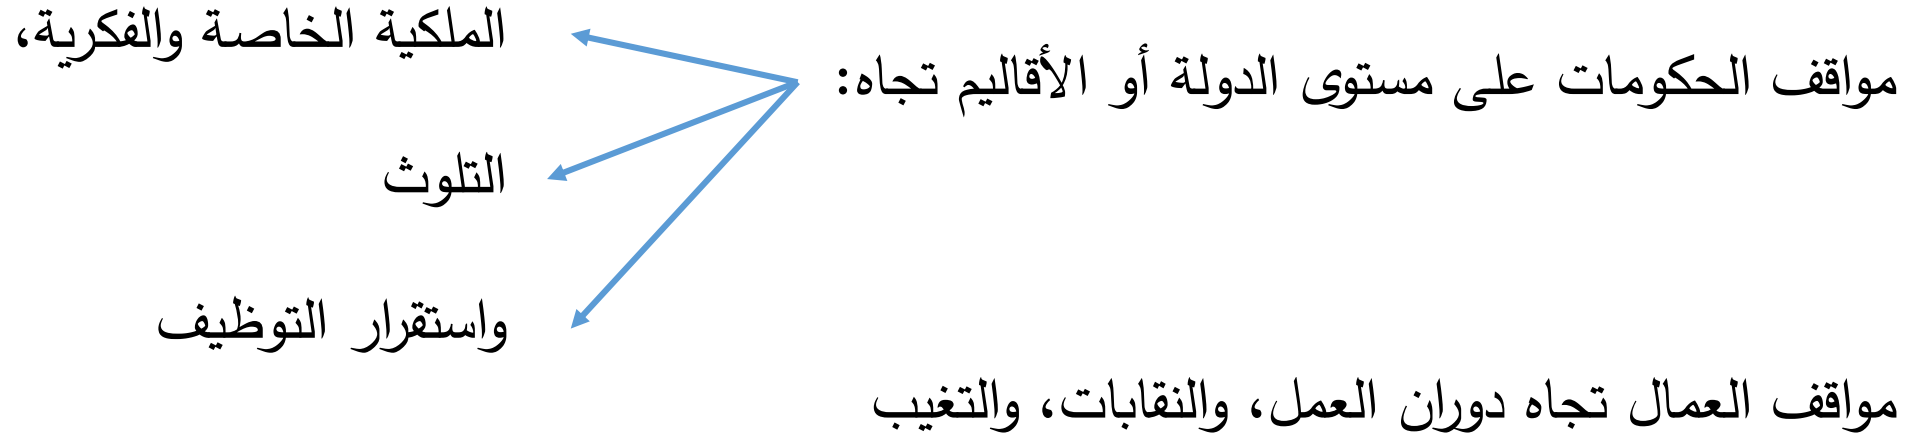 مواقف الحكومات على مستوى الدولة أو الأقاليم تجاه:
الملكية الخاصة والفكرية،
التلوث
واستقرار التوظيف
مواقف العمال تجاه دوران العمل، والنقابات، والتغيب